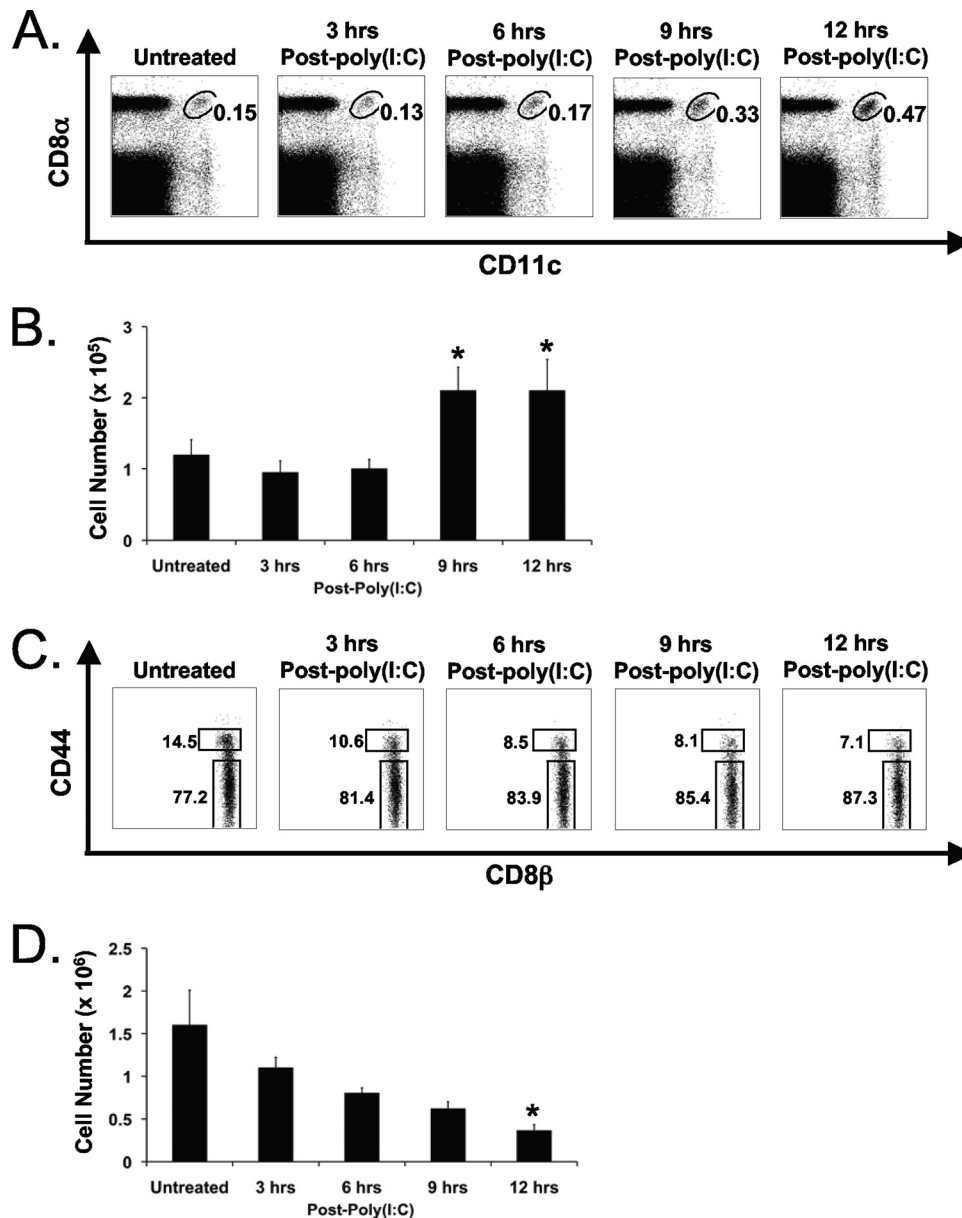 A.
Untreated
3 hrs
Post-poly(I:C)
6 hrs
Post-poly(I:C)
9 hrs
Post-poly(I:C)
12 hrs
Post-poly(I:C)
CD8α
0.15
0.13
0.17
0.33
0.47
CD11c
B.
Cell Number (x 10⁵)
3
2
1
0
*
*
Untreated
3 hrs
6 hrs
9 hrs
12 hrs
Post-Poly(I:C)
C.
Untreated
3 hrs
Post-poly(I:C)
6 hrs
Post-poly(I:C)
9 hrs
Post-poly(I:C)
12 hrs
Post-poly(I:C)
CD44
14.5
10.6
8.5
8.1
7.1
77.2
81.4
83.9
85.4
87.3
CD8β
D.
Cell Number (x 10⁶)
2.5
2
1.5
1
0.5
0
*
Untreated
3 hrs
6 hrs
9 hrs
12 hrs
Post-Poly(I:C)